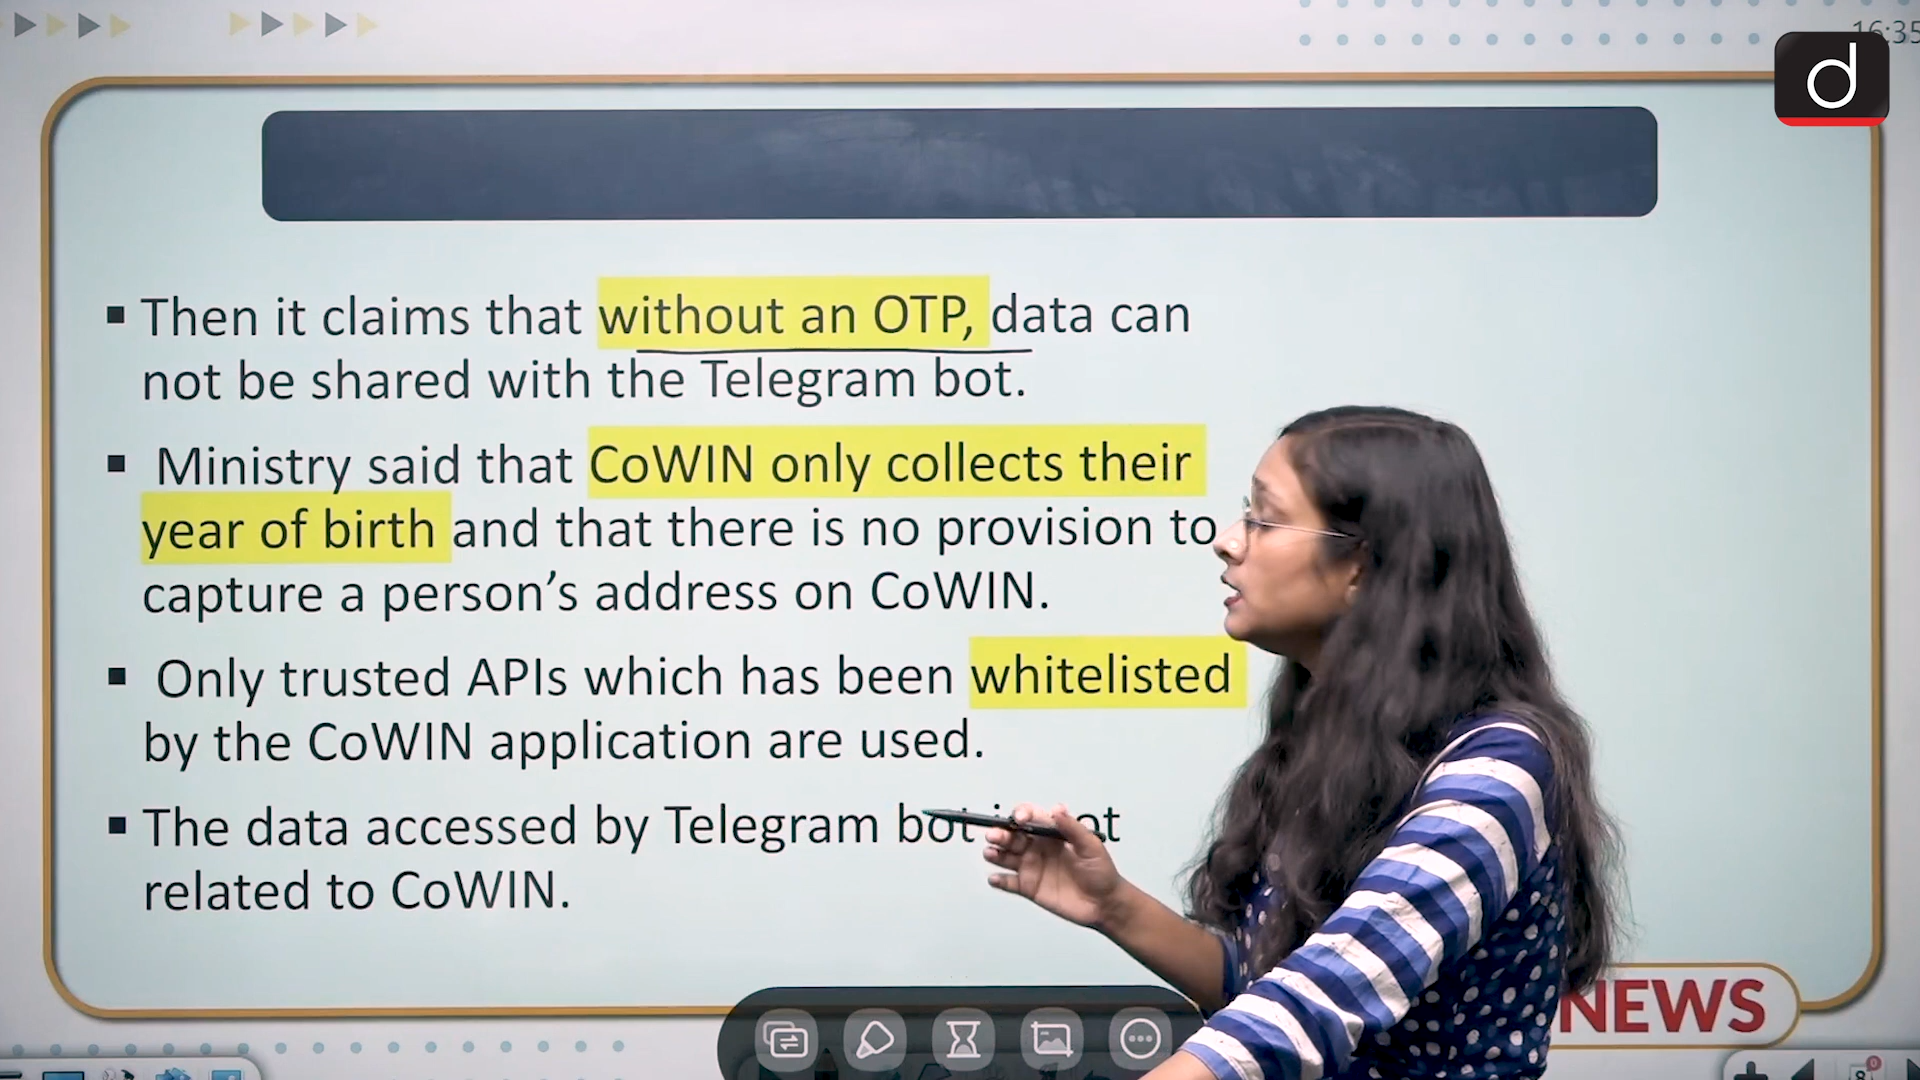 16:35
d
Then it claims that without an OTP, data can
not be shared with the Telegram bot.
Ministry said that CoWIN only collects their
year of birth and that there is no provision to
capture a person's address on CoWIN.
Only trusted APIs which has been whitelisted
by the CoWIN application are used.
The data accessed by Telegram bot
related to CoWIN.
NEWS